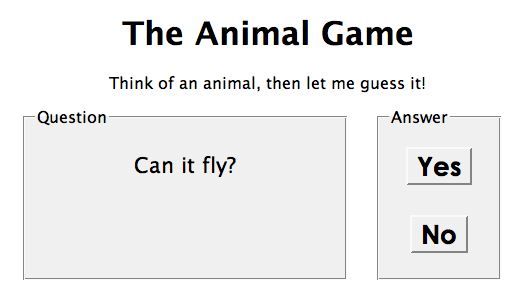 The Animal Game
Think of an animal, then let me guess it!
Question
Can it fly?
Answer
Yes
No